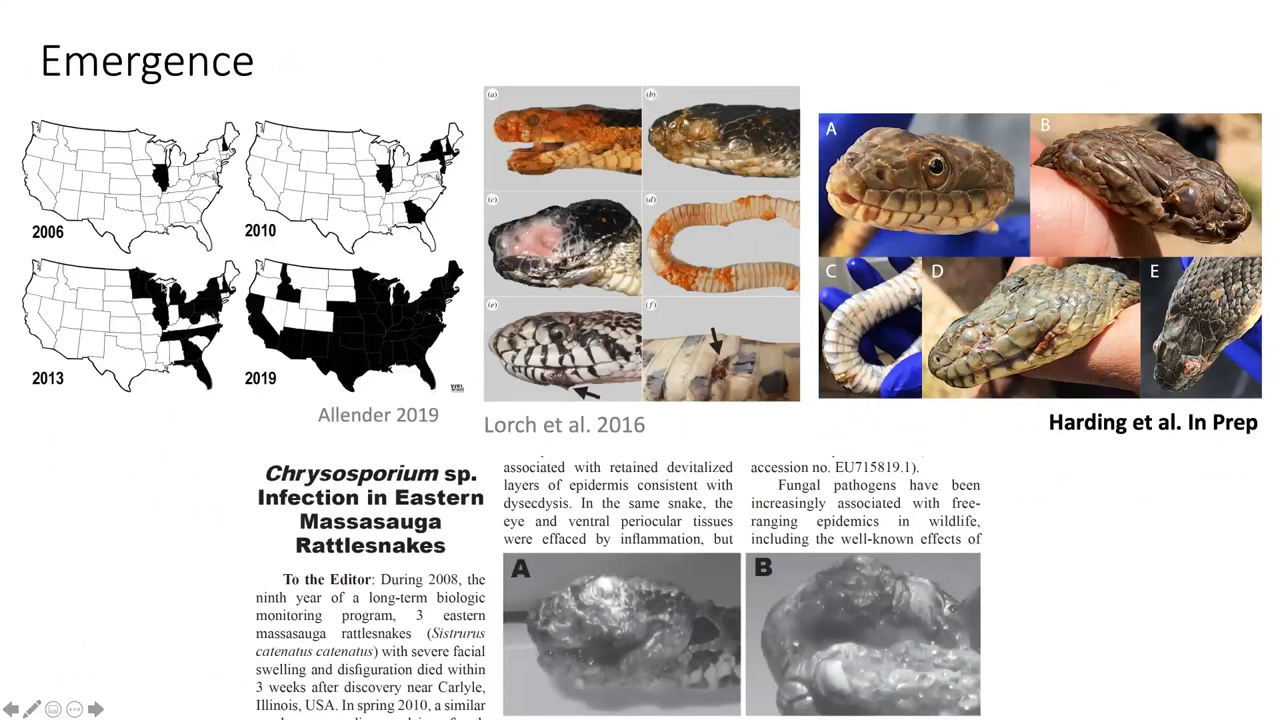 Emergence
2006
2010
2013
2019
Allender 2019
(a)
(b)
(c)
(d)
(e)
(f)
Lorch et al. 2016
A
B
C
D
E
Harding et al. In Prep
Chrysosporium sp.
Infection in Eastern
Massasauga
Rattlesnakes
To the Editor: During 2008, the
ninth year of a long-term biologic
monitoring program, 3 eastern
massasauga rattlesnakes (Sistrurus
catenatus catenatus) with severe facial
swelling and disfiguration died within
3 weeks after discovery near Carlyle,
Illinois, USA. In spring 2010, a similar
associated with retained devitalized
layers of epidermis consistent with
dysecdysis. In the same snake, the
eye and ventral periocular tissues
were effaced by inflammation, but
accession no. EU715819.1).
Fungal pathogens have been
increasingly associated with free-
ranging epidemics in wildlife,
including the well-known effects of
A
B